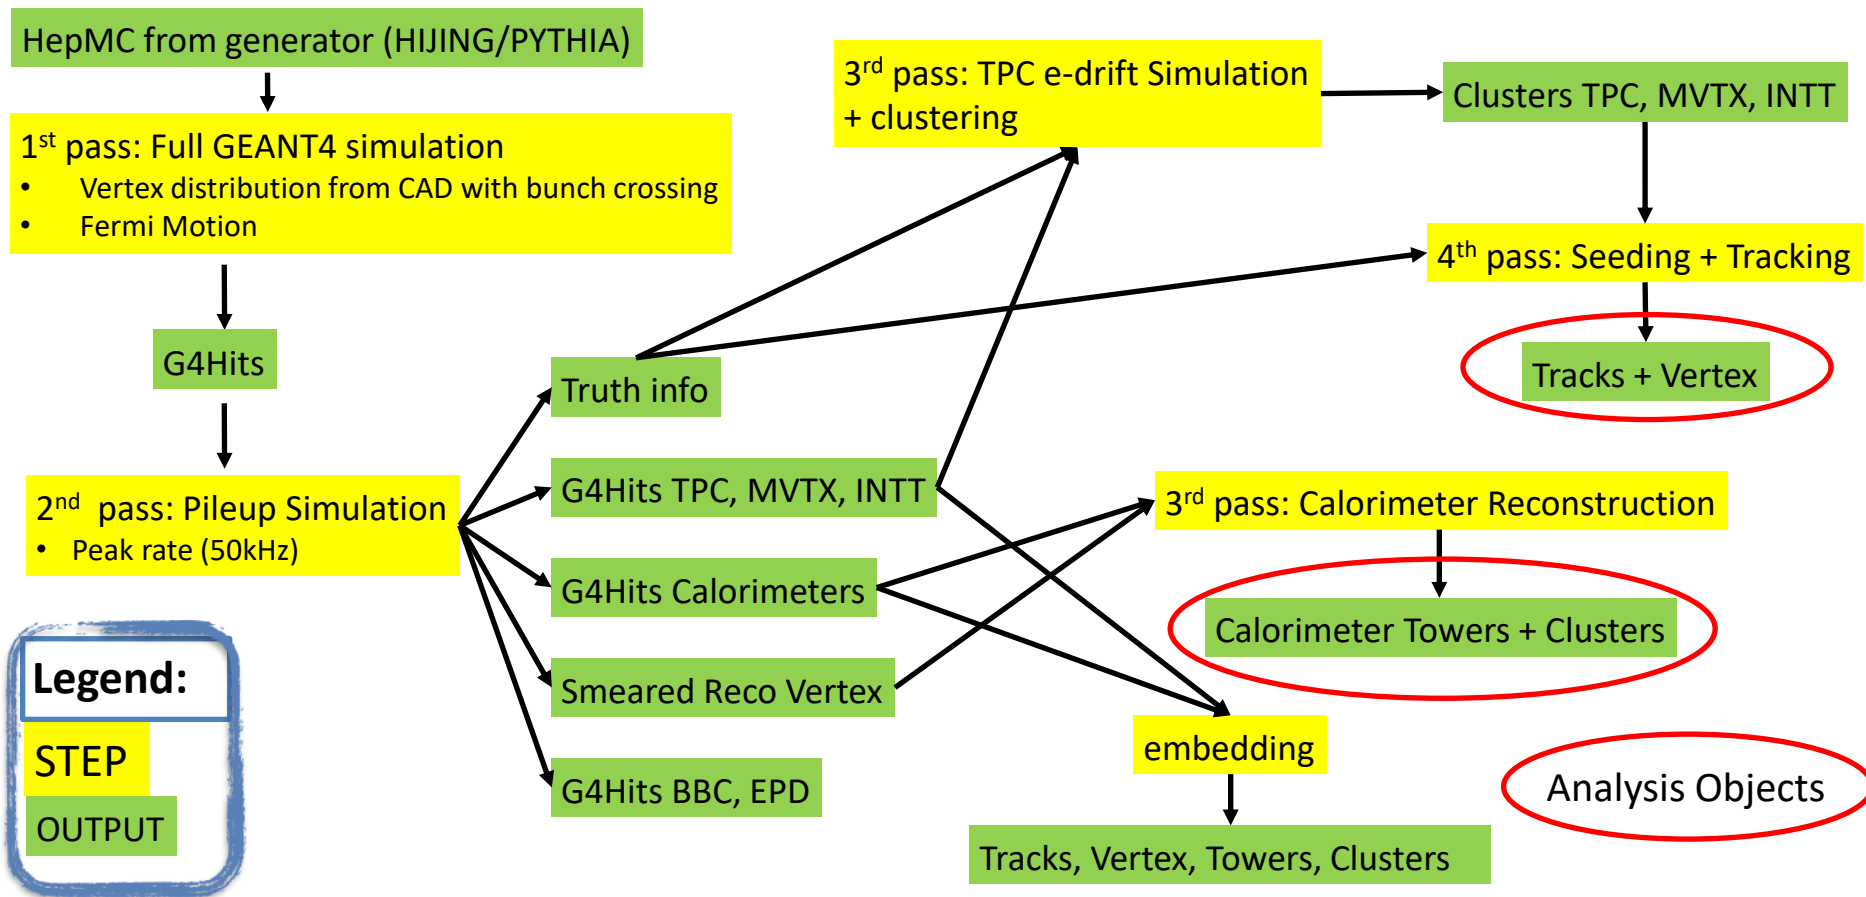 HepMC from generator (HIJING/PYTHIA)
1st pass: Full GEANT4 simulation
• Vertex distribution from CAD with bunch crossing
• Fermi Motion
G4Hits
2nd pass: Pileup Simulation
• Peak rate (50kHz)
Legend:
STEP
OUTPUT
Truth info
G4Hits TPC, MVTX, INTT
G4Hits Calorimeters
Smeared Reco Vertex
G4Hits BBC, EPD
3rd pass: TPC e-drift Simulation
+ clustering
Clusters TPC, MVTX, INTT
4th pass: Seeding + Tracking
Tracks + Vertex
3rd pass: Calorimeter Reconstruction
Calorimeter Towers + Clusters
embedding
Tracks, Vertex, Towers, Clusters
Analysis Objects